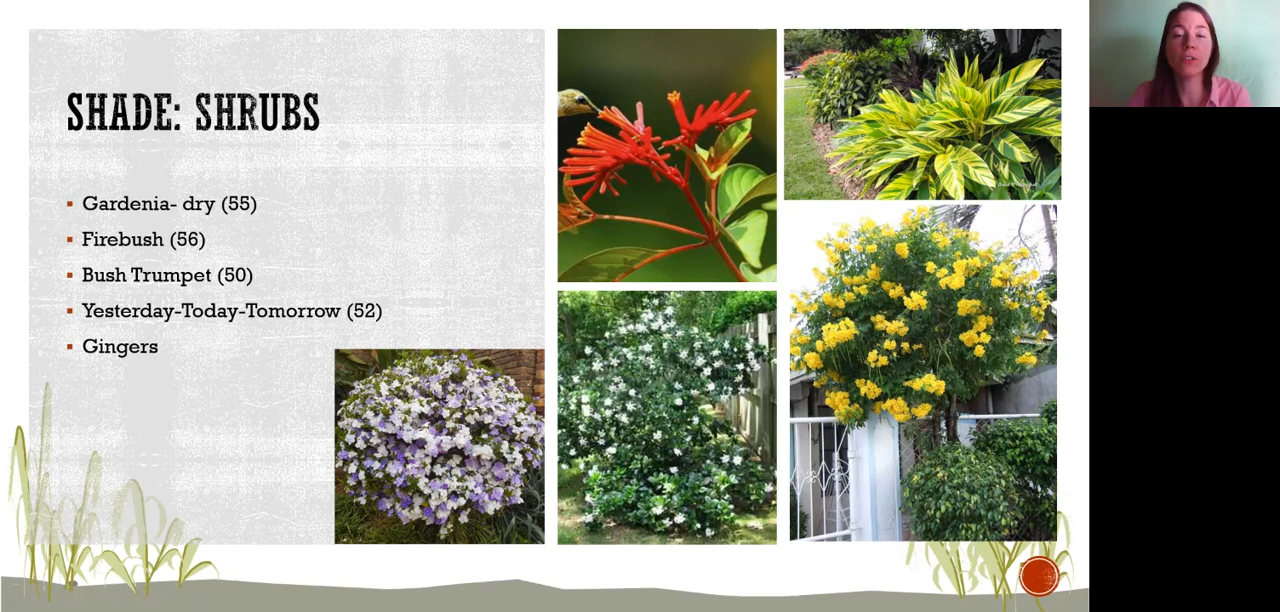 SHADE: SHRUBS
Gardenia- dry (55)
Firebush (56)
Bush Trumpet (50)
Yesterday-Today-Tomorrow (52)
Gingers